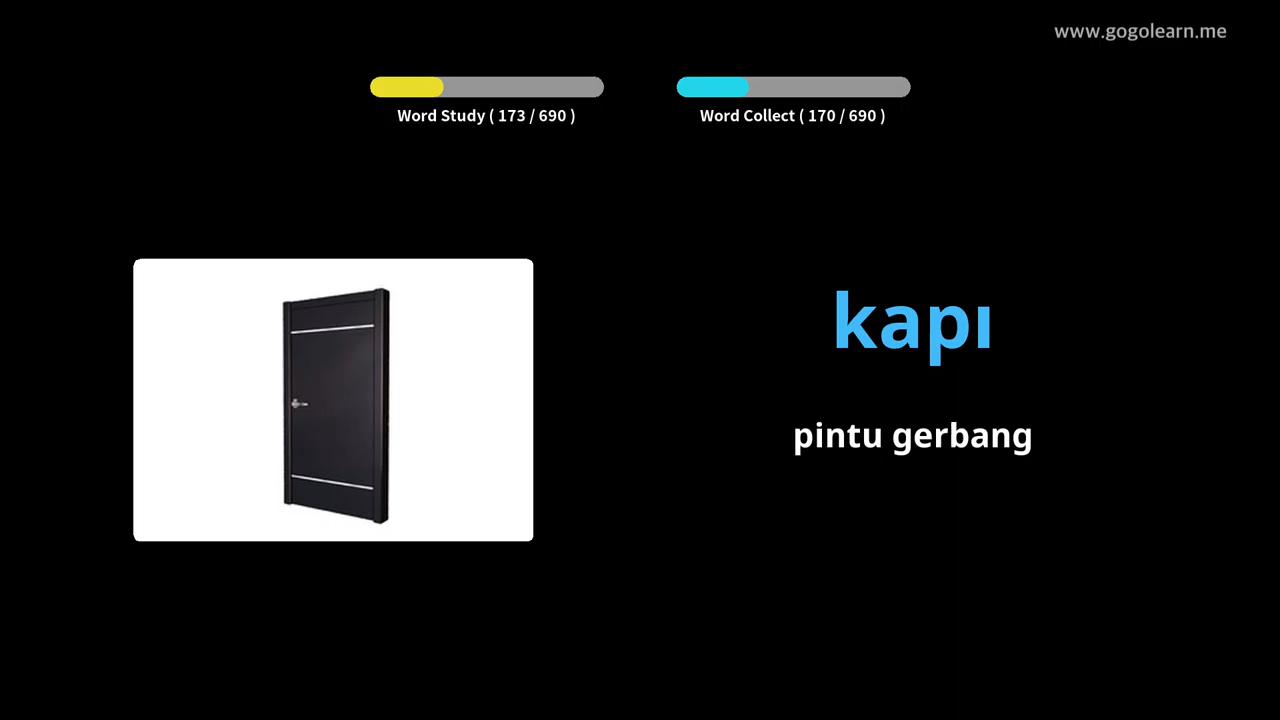 www.gogolearn.me
Word Study ( 173 / 690 )
Word Collect ( 170 / 690 )
kapı
pintu gerbang